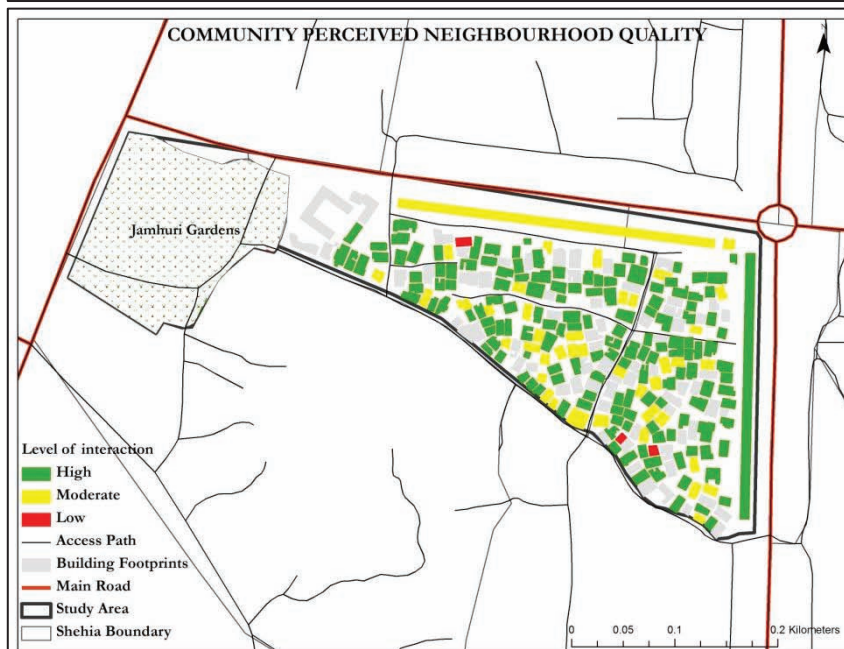 COMMUNITY PERCEIVED NEIGHBOURHOOD QUALITY
N
Jamhuri Gardens
Level of interaction
High
Moderate
Low
Access Path
Building Footprints
Main Road
Study Area
Shehia Boundary
0 0.05 0.1 0.2 Kilometers